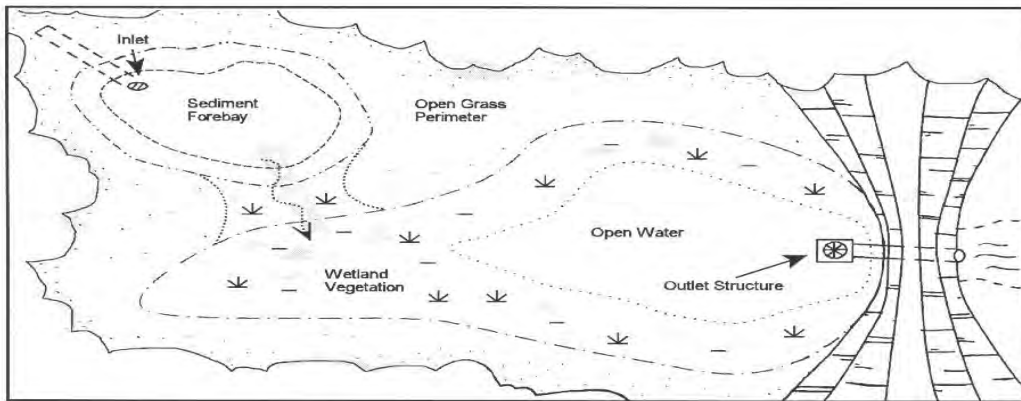 Inlet
Sediment
Forebay
Open Grass
Perimeter
Open Water
Wetland
Vegetation
Outlet Structure